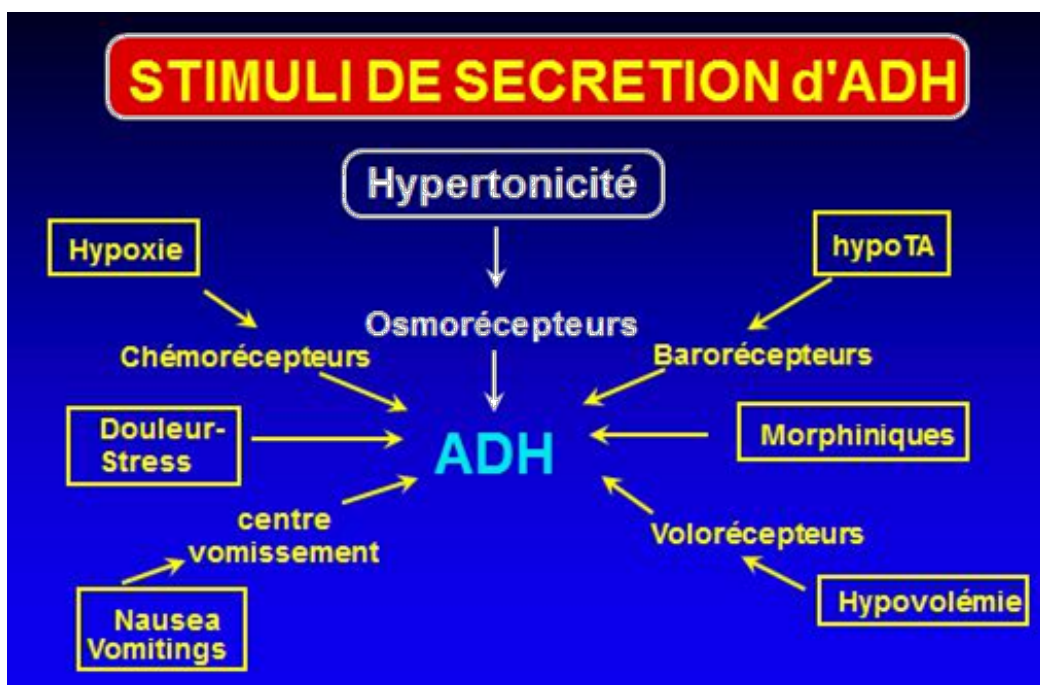 STIMULI DE SECRETION d'ADH
Hypertonicité
Hypoxie
hypoTA
Osmorécepteurs
Chémorécepteurs
Barorécepteurs
Douleur-
Stress
ADH
Morphiniques
centre
vomissement
Volorécepteurs
Nausea
Vomitings
Hypovolémie